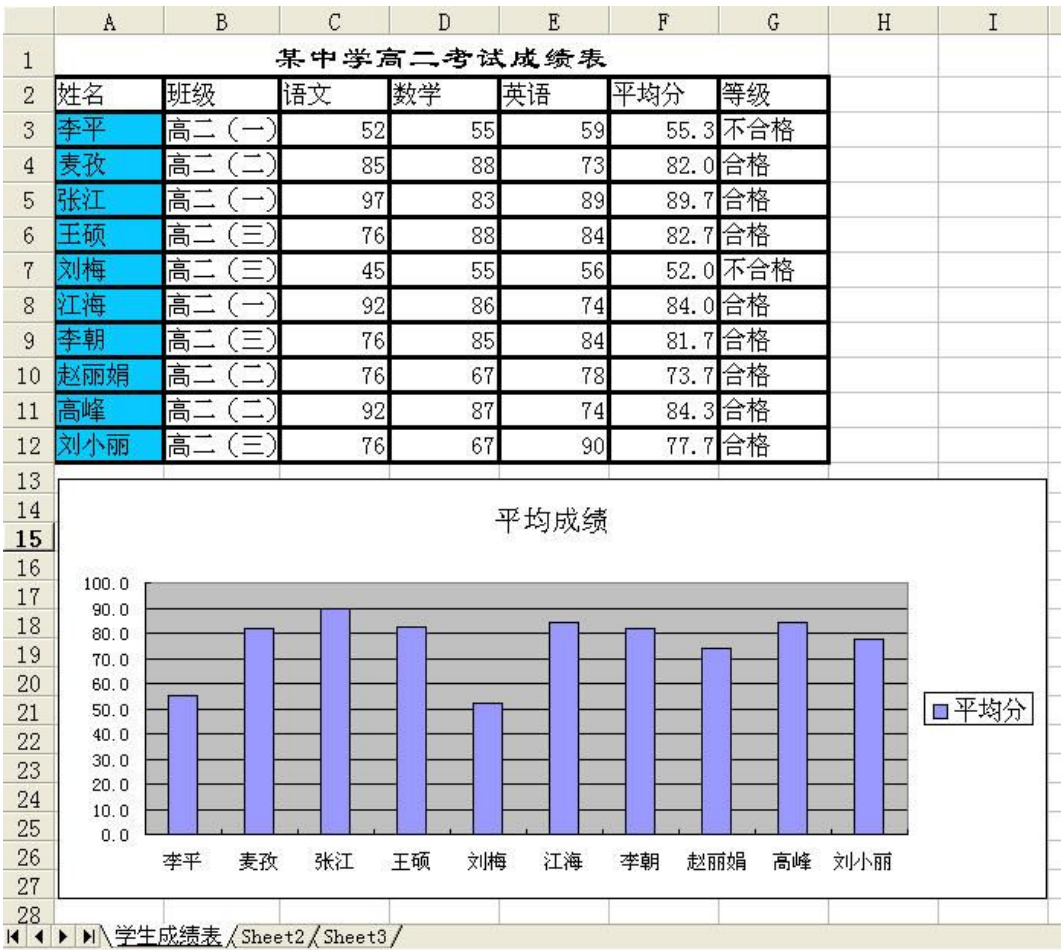 A B C D E F G H I
1 某中学高二考试成绩表
2 姓名 班级 语文 数学 英语 平均分 等级
3 李平 高二（一） 52 55 59 55.3 不合格
4 麦孜 高二（二） 85 88 73 82.0 合格
5 张江 高二（一） 97 83 89 89.7 合格
6 王硕 高二（三） 76 88 84 82.7 合格
7 刘梅 高二（三） 45 55 56 52.0 不合格
8 江海 高二（一） 92 86 74 84.0 合格
9 李朝 高二（三） 76 85 84 81.7 合格
10 赵丽娟 高二（二） 76 67 78 73.7 合格
11 高峰 高二（二） 92 87 74 84.3 合格
12 刘小丽 高二（三） 76 67 90 77.7 合格
13
14
15
16
17
18
19
20
21
22
23
24
25
26
27
28
平均成绩
100.0
90.0
80.0
70.0
60.0
50.0
40.0
30.0
20.0
10.0
0.0
李平 麦孜 张江 王硕 刘梅 江海 李朝 赵丽娟 高峰 刘小丽
平均分
学生成绩表 Sheet2 Sheet3